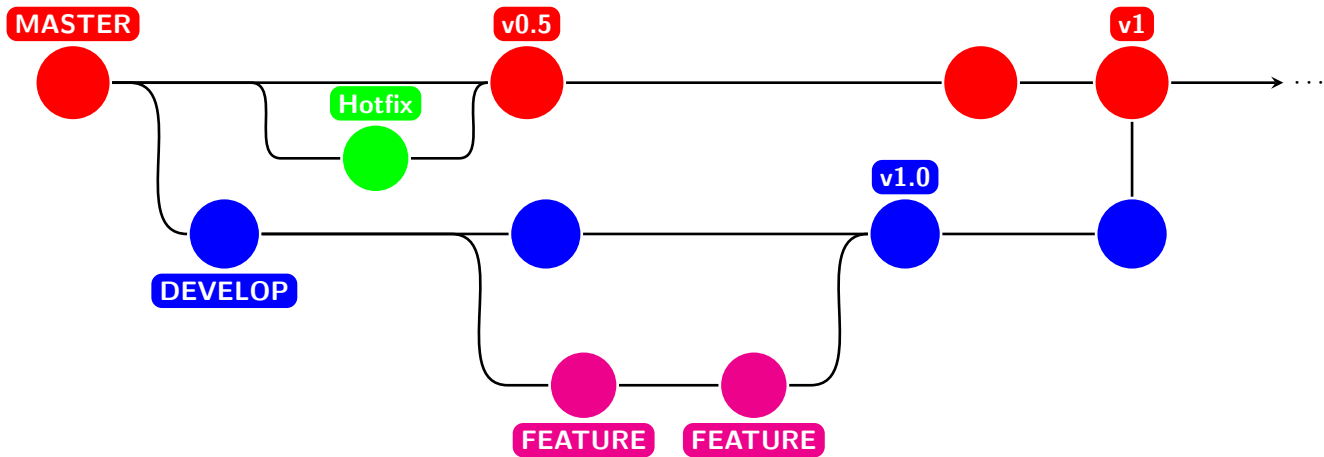 MASTER
v0.5
v1
Hotfix
...
v1.0
DEVELOP
FEATURE
FEATURE